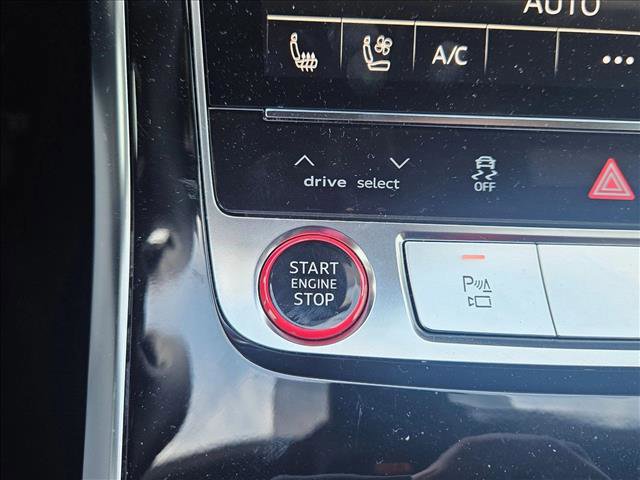 AUTO
A/C
drive select
OFF
START
ENGINE
STOP
P